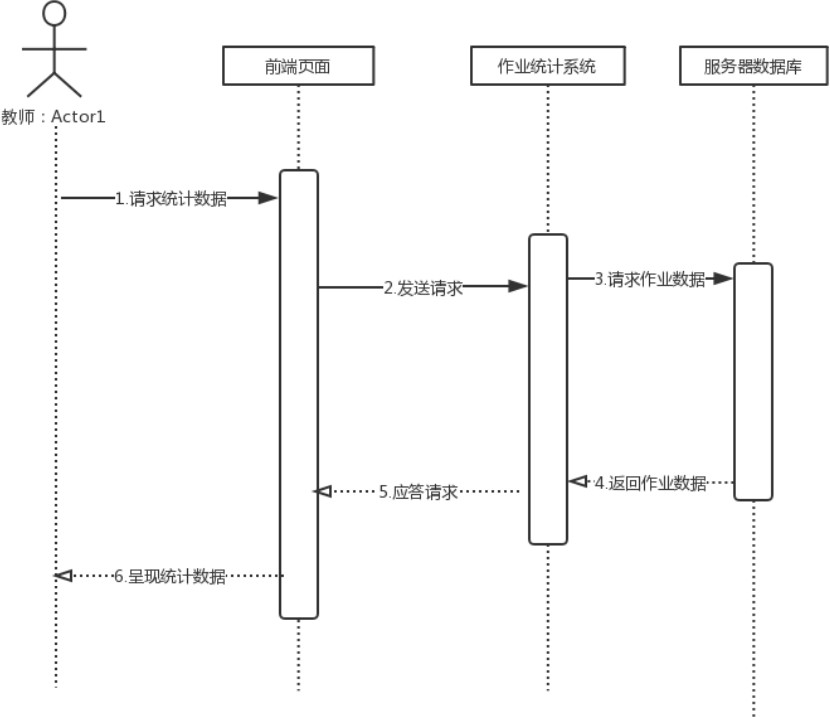 前端页面
作业统计系统
服务器数据库
教师：Actor1
1.请求统计数据
2.发送请求
3.请求作业数据
4.返回作业数据
5.应答请求
6.呈现统计数据